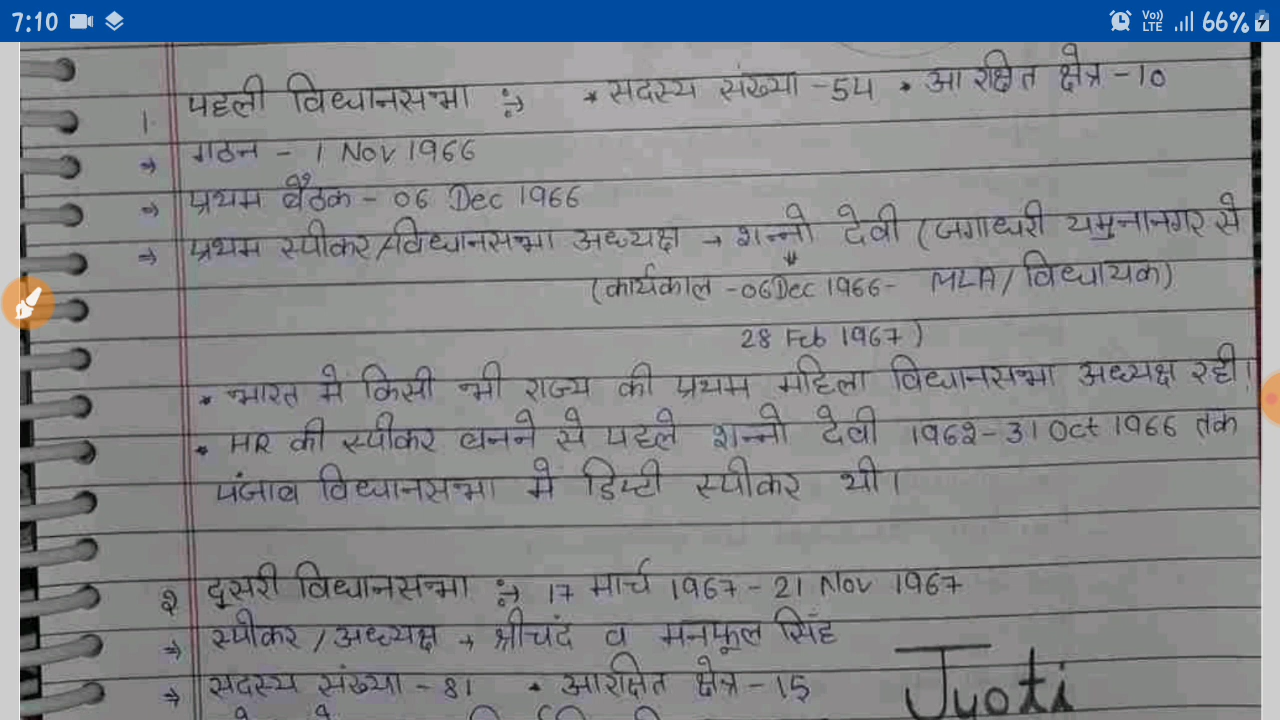 7:10 Vo) LTE 66%
1. पहली विधानसभा :→ * सदस्य संख्या - 54 • आरक्षित क्षेत्र - 10
⇒ गठन - 1 Nov 1966
⇒ प्रथम बैठक - 06 Dec 1966
⇒ प्रथम स्पीकर/विधानसभा अध्यक्ष → शन्नो देवी (जगाधरी यमुनानगर से
(कार्यकाल - 06 Dec 1966 - MLA/विधायक)
28 Feb 1967)
• भारत में किसी भी राज्य की प्रथम महिला विधानसभा अध्यक्ष रही।
• HR की स्पीकर बनने से पहले शन्नो देवी 1962 - 31 Oct 1966 तक
पंजाब विधानसभा में डिप्टी स्पीकर थी।
2 दुसरी विधानसभा :→ 17 मार्च 1967 - 21 Nov 1967
⇒ स्पीकर/अध्यक्ष → श्रीचंद व मनफूल सिंह
⇒ सदस्य संख्या - 81 • आरक्षित क्षेत्र - 15
Jyoti